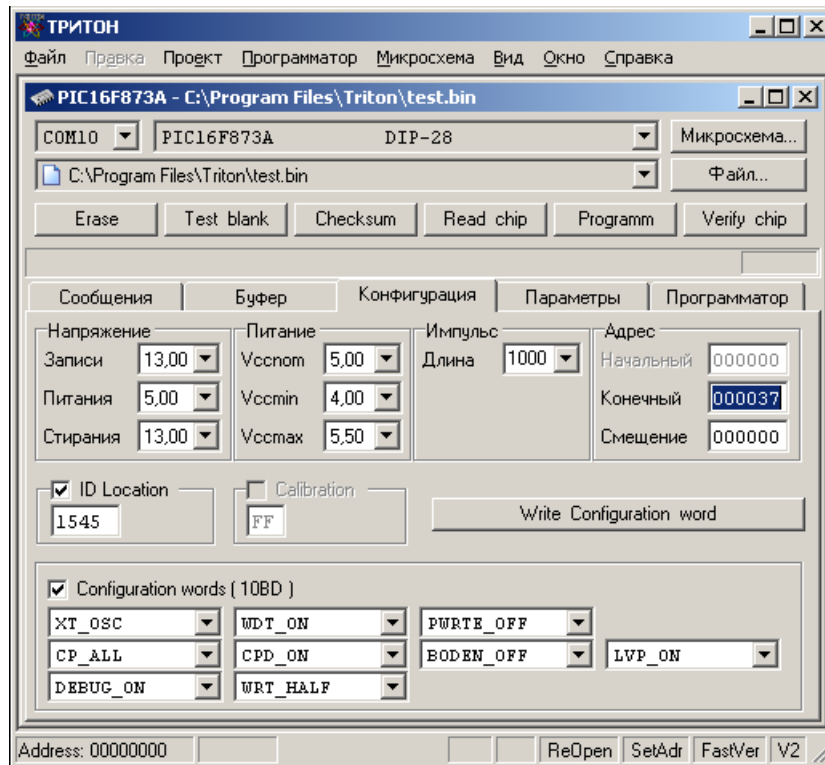 ТРИТОН
Файл Правка Проект Программатор Микросхема Вид Окно Справка
PIC16F873A - C:\Program Files\Triton\test.bin
COM10 PIC16F873A DIP-28 Микросхема...
C:\Program Files\Triton\test.bin Файл...
Erase Test blank Checksum Read chip Programm Verify chip
Сообщения Буфер Конфигурация Параметры Программатор
Напряжение Питание Импульс Адрес
Записи 13,00 Vccnom 5,00 Длина 1000 Начальный 000000
Питания 5,00 Vccmin 4,00 Конечный 000037
Стирания 13,00 Vccmax 5,50 Смещение 000000
ID Location Calibration
1545 FF Write Configuration word
Configuration words ( 10BD )
XT_OSC WDT_ON PWRTE_OFF
CP_ALL CPD_ON BODEN_OFF LVP_ON
DEBUG_ON WRT_HALF
Address: 00000000 ReOpen SetAdr FastVer V2